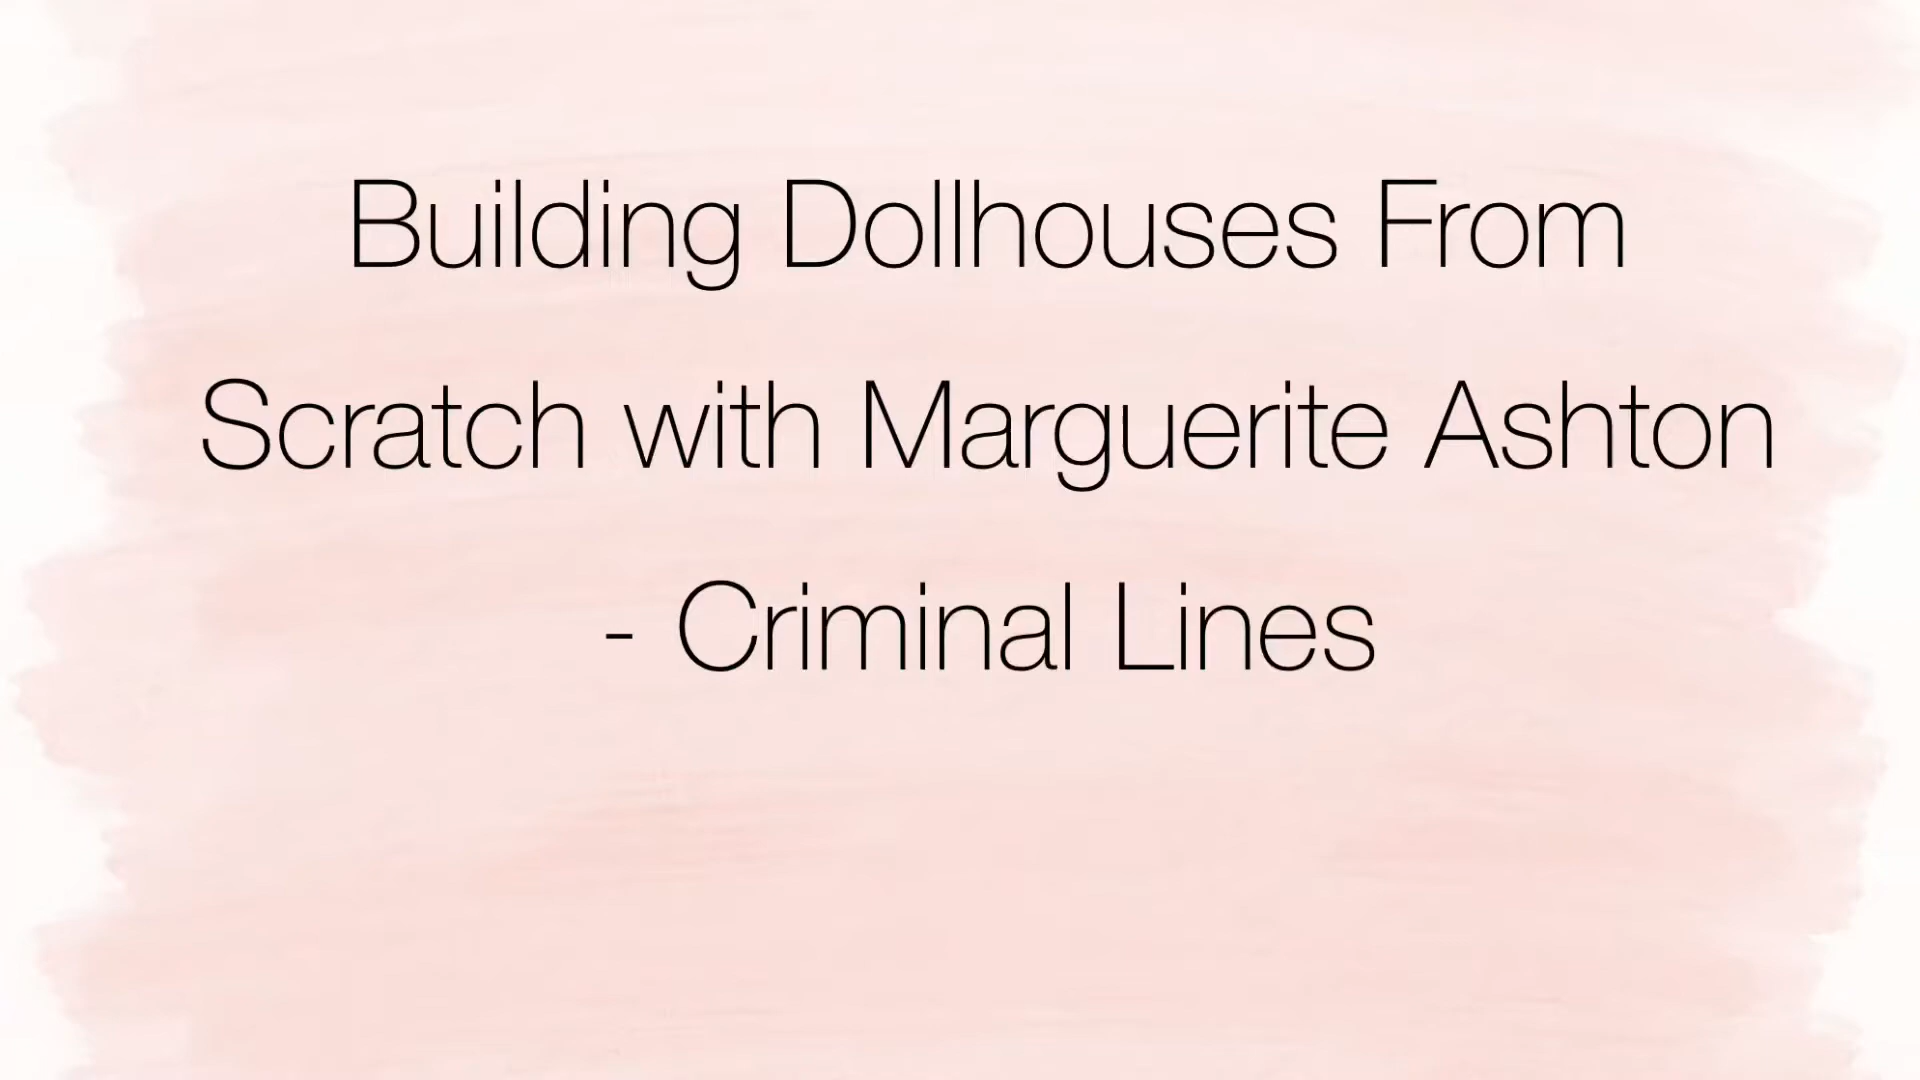 Building Dollhouses From
Scratch with Marguerite Ashton
- Criminal Lines